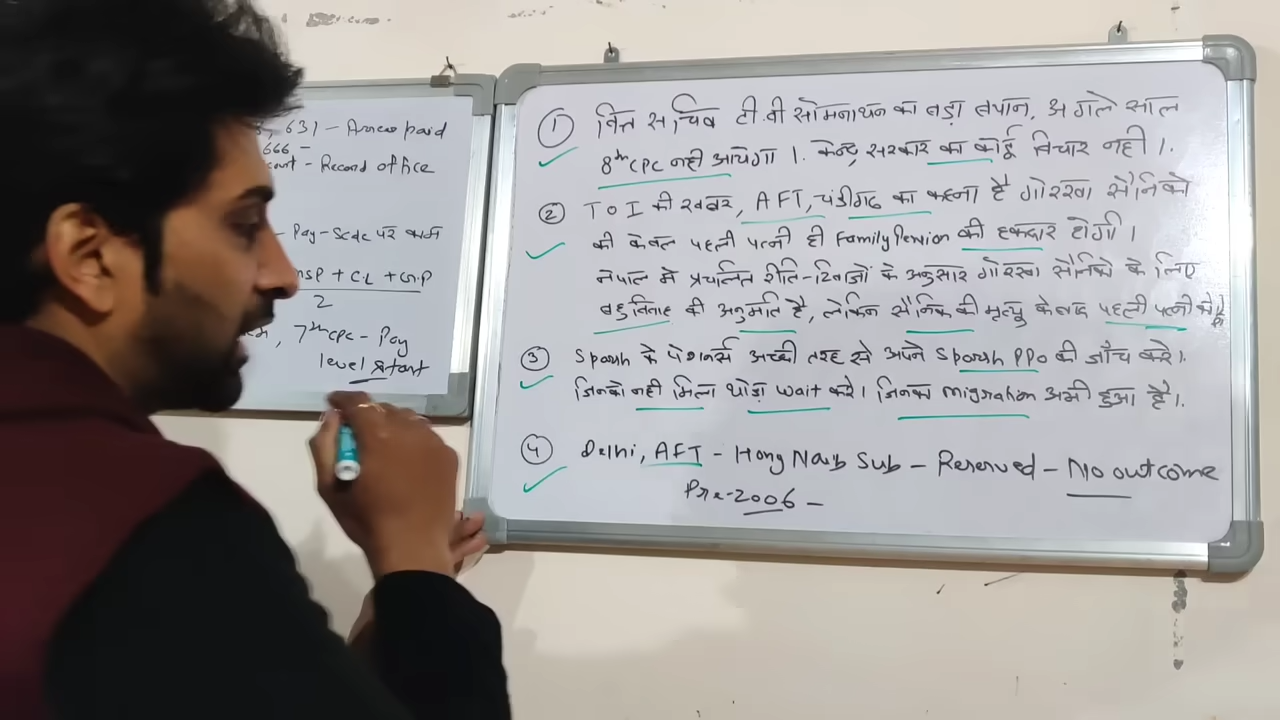 631 - Arrear paid
666 -
- Record office
- Pay-Scale पर काम
+ CL + GP
2
, 7th CPC - Pay
level start
① वित्त सचिव टी.वी सोमनाथन का बड़ा बयान, अगले साल
8th CPC नही आयेगा । केन्द्र सरकार का कोई विचार नही ।
② TOI की खबर, AFT, चंडीगढ का कहना है गोरखा सैनिको
की केवल पहली पत्नी ही Family Pension की हकदार होगी ।
नेपाल मे प्रचलित रीति-रिवाजों के अनुसार गोरखा सैनिको के लिए
बहुविवाह की अनुमति है, लेकिन सैनिक की मृत्यु के बाद पहली पत्नी को है
③ Sparsh के पेंशनर्स अच्छी तरह से अपने Sparsh PPO की जाँच करे ।
जिनको नही मिला थोड़ा wait करे । जिनका migration अभी हुआ है ।
④ Delhi, AFT - Hony Naib Sub - Reserved - No outcome
Pre-2006 -